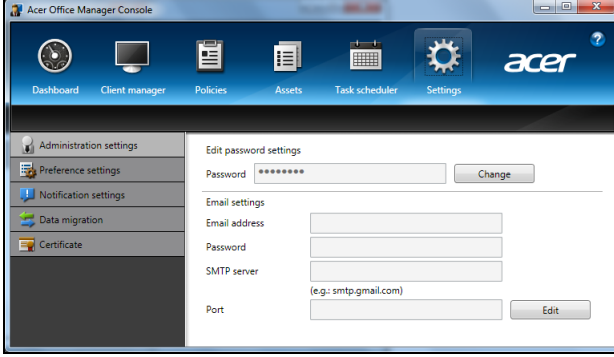 Acer Office Manager Console
?
acer
Dashboard Client manager Policies Assets Task scheduler Settings
Administration settings
Preference settings
Notification settings
Data migration
Certificate
Edit password settings
Password ●●●●●●●● Change
Email settings
Email address
Password
SMTP server
(e.g.: smtp.gmail.com)
Port Edit